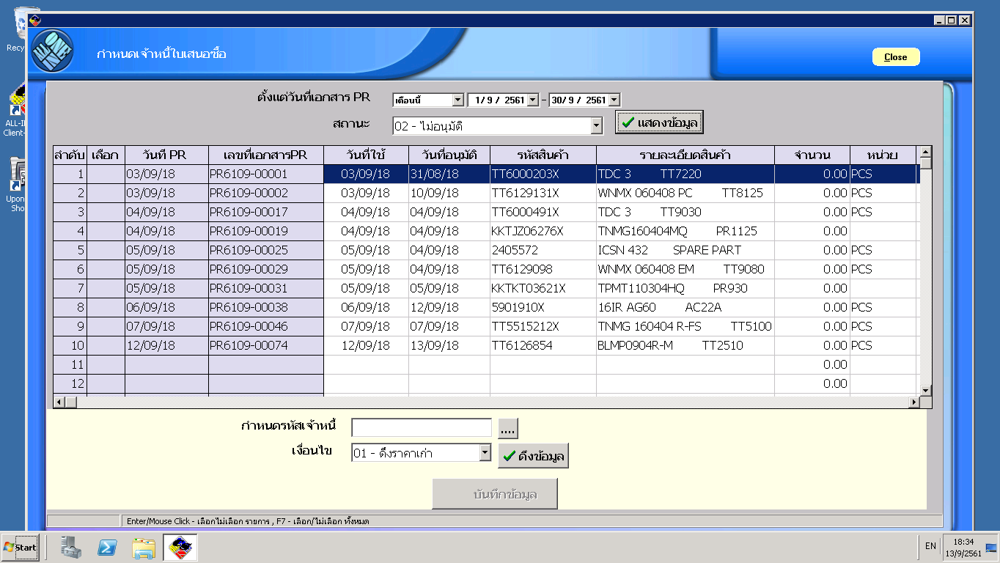 Recy
ALL-I
Client-
Upon
Sho
กำหนดเจ้าหนี้ใบเสนอซื้อ
Close
ตั้งแต่วันที่เอกสาร PR เดือนนี้ 1/ 9 / 2561 – 30/ 9 / 2561
สถานะ 02 - ไม่อนุมัติ แสดงข้อมูล
ลำดับ เลือก วันที PR เลขที่เอกสารPR วันที่ใช้ วันที่อนุมัติ รหัสสินค้า รายละเอียดสินค้า จำนวน หน่วย
1 03/09/18 PR6109-00001 03/09/18 31/08/18 TT6000203X TDC 3 TT7220 0.00 PCS
2 03/09/18 PR6109-00002 03/09/18 10/09/18 TT6129131X WNMX 060408 PC TT8125 0.00 PCS
3 04/09/18 PR6109-00017 04/09/18 04/09/18 TT6000491X TDC 3 TT9030 0.00 PCS
4 04/09/18 PR6109-00019 04/09/18 04/09/18 KKTJZ06276X TNMG160404MQ PR1125 0.00
5 05/09/18 PR6109-00025 05/09/18 05/09/18 2405572 ICSN 432 SPARE PART 0.00 PCS
6 05/09/18 PR6109-00029 05/09/18 05/09/18 TT6129098 WNMX 060408 EM TT9080 0.00 PCS
7 05/09/18 PR6109-00031 05/09/18 05/09/18 KKTKT03621X TPMT110304HQ PR930 0.00
8 06/09/18 PR6109-00038 06/09/18 12/09/18 5901910X 16IR AG60 AC22A 0.00 PCS
9 07/09/18 PR6109-00046 07/09/18 07/09/18 TT5515212X TNMG 160404 R-FS TT5100 0.00 PCS
10 12/09/18 PR6109-00074 12/09/18 13/09/18 TT6126854 BLMP0904R-M TT2510 0.00 PCS
11 0.00
12 0.00
กำหนดรหัสเจ้าหนี้ ....
เงื่อนไข 01 - ดึงราคาเก่า ดึงข้อมูล
บันทึกข้อมูล
Enter/Mouse Click - เลือก/ไม่เลือก รายการ , F7 - เลือก/ไม่เลือก ทั้งหมด
Start EN 18:34
13/9/2561